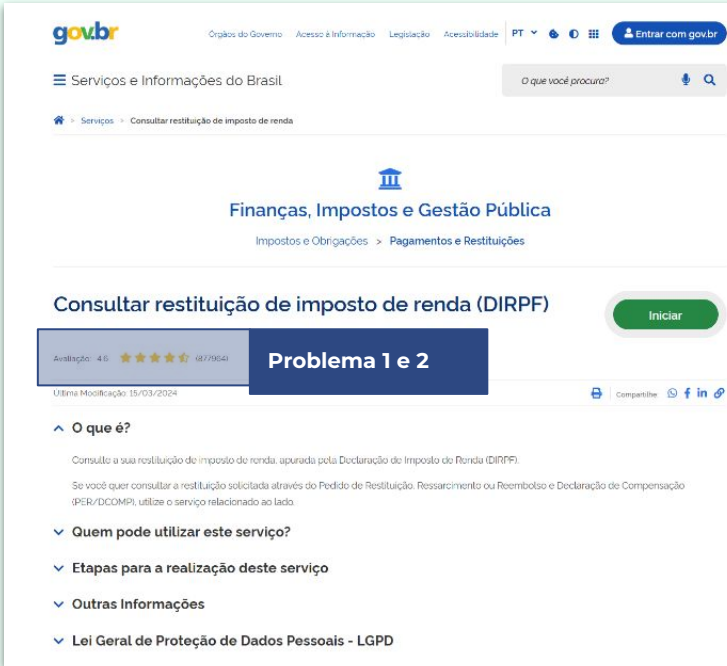 gov.br
Órgãos do Governo Acesso à Informação Legislação Acessibilidade PT Entrar com gov.br
Serviços e Informações do Brasil O que você procura?
> Serviços > Consultar restituição de imposto de renda
Finanças, Impostos e Gestão Pública
Impostos e Obrigações > Pagamentos e Restituições
Consultar restituição de imposto de renda (DIRPF) Iniciar
Avaliação: 4.6 (877954) Problema 1 e 2
Última Modificação: 15/03/2024 Compartilhe
O que é?
Consulte a sua restituição de imposto de renda, apurada pela Declaração de Imposto de Renda (DIRPF).
Se você quer consultar a restituição solicitada através do Pedido de Restituição, Ressarcimento ou Reembolso e Declaração de Compensação
(PER/DCOMP), utilize o serviço relacionado ao lado.
Quem pode utilizar este serviço?
Etapas para a realização deste serviço
Outras Informações
Lei Geral de Proteção de Dados Pessoais - LGPD